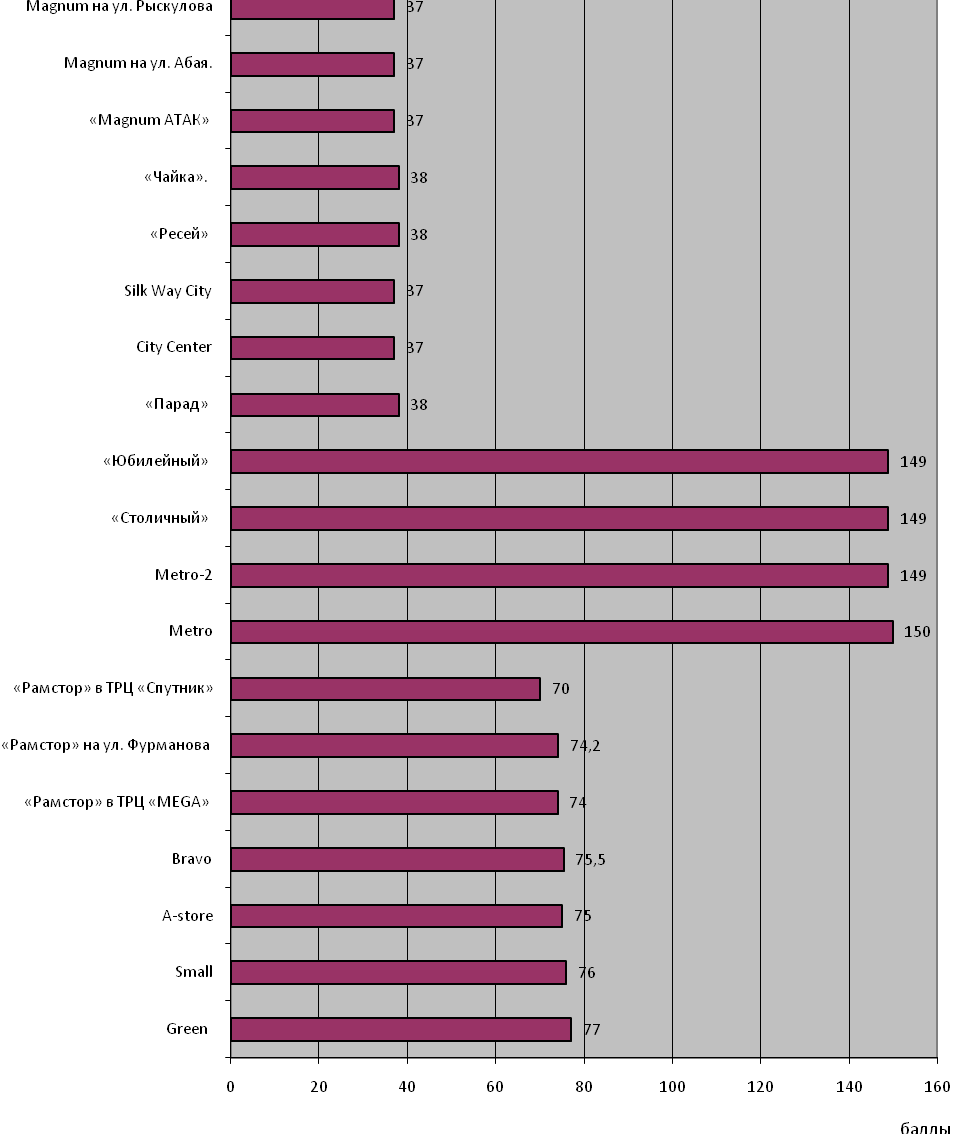 Magnum на ул. Рыскулова 37
Magnum на ул. Абая. 37
«Magnum АТАК» 37
«Чайка». 38
«Ресей» 38
Silk Way City 37
City Center 37
«Парад» 38
«Юбилейный» 149
«Столичный» 149
Metro-2 149
Metro 150
«Рамстор» в ТРЦ «Спутник» 70
«Рамстор» на ул. Фурманова 74,2
«Рамстор» в ТРЦ «MEGA» 74
Bravo 75,5
A-store 75
Small 76
Green 77
0 20 40 60 80 100 120 140 160
баллы